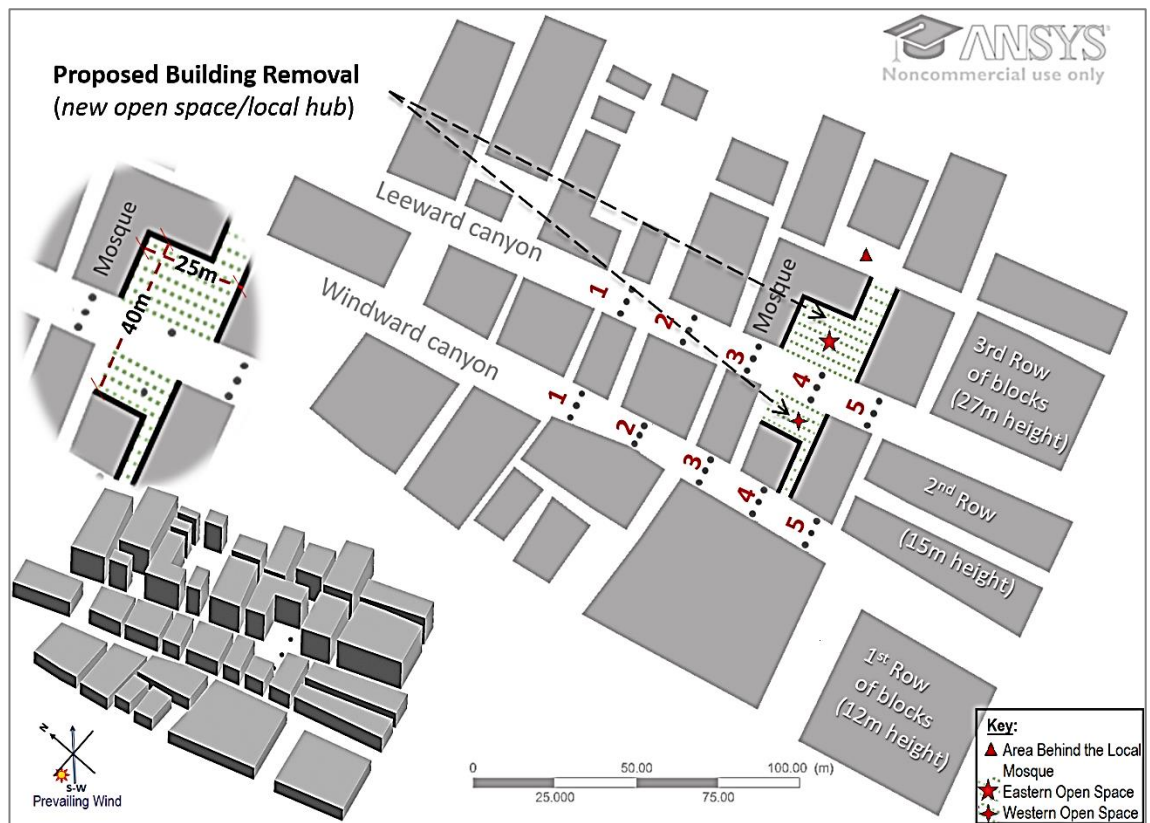 ANSYS
Noncommercial use only
Proposed Building Removal
(new open space/local hub)
Leeward canyon
Windward canyon
Mosque
25m
40m
Mosque
1
2
3
4
5
1
2
3
4
5
3rd Row
of blocks
(27m height)
2nd Row
(15m height)
1st Row
of blocks
(12m height)
N
S-W
Prevailing Wind
0
50.00
100.00 (m)
25.000
75.00
Key:
Area Behind the Local
Mosque
Eastern Open Space
Western Open Space